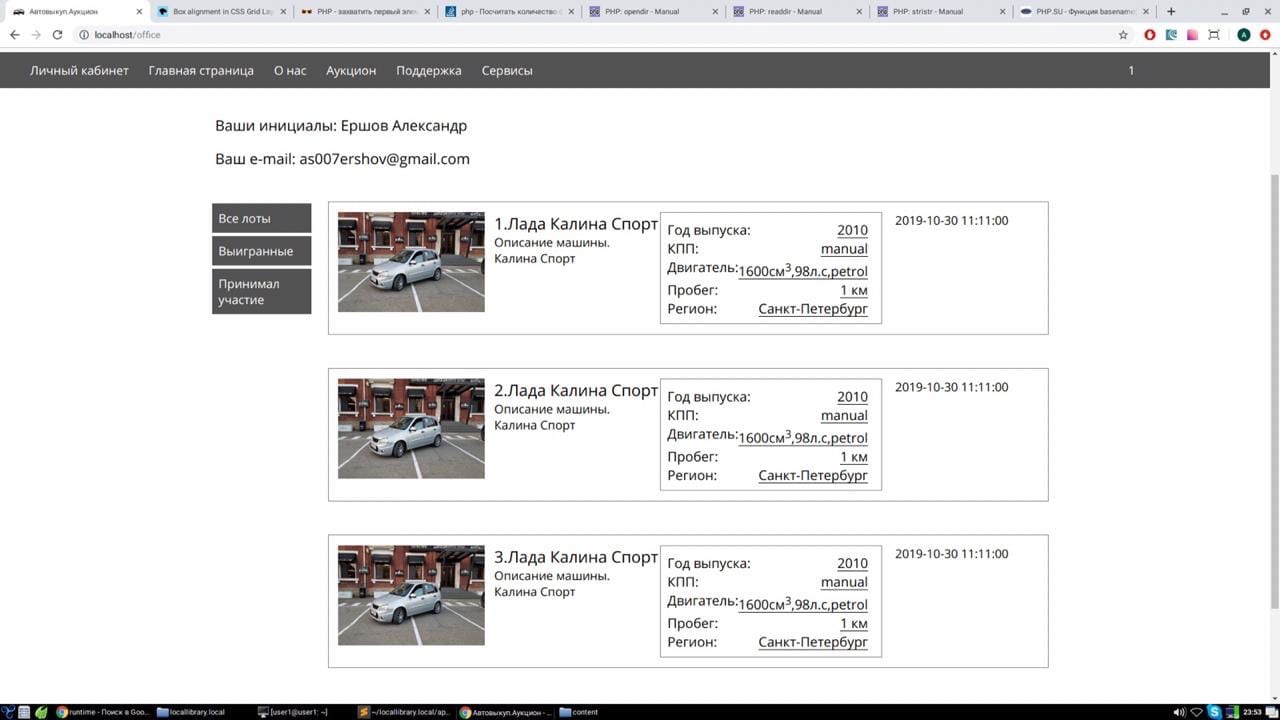 Автовыкуп.Аукцион
Box alignment in CSS Grid Lay
PHP - захватить первый элем
php - Посчитать количество
PHP: opendir - Manual
PHP: readdir - Manual
PHP: stristr - Manual
PHP.SU - Функция basename
localhost/office
Личный кабинет Главная страница О нас Аукцион Поддержка Сервисы 1
Ваши инициалы: Ершов Александр
Ваш e-mail: as007ershov@gmail.com
Все лоты
Выигранные
Принимал
участие
1.Лада Калина Спорт
Описание машины.
Калина Спорт
Год выпуска: 2010
КПП: manual
Двигатель: 1600см³,98л.с,petrol
Пробег: 1 км
Регион: Санкт-Петербург
2019-10-30 11:11:00
2.Лада Калина Спорт
Описание машины.
Калина Спорт
Год выпуска: 2010
КПП: manual
Двигатель: 1600см³,98л.с,petrol
Пробег: 1 км
Регион: Санкт-Петербург
2019-10-30 11:11:00
3.Лада Калина Спорт
Описание машины.
Калина Спорт
Год выпуска: 2010
КПП: manual
Двигатель: 1600см³,98л.с,petrol
Пробег: 1 км
Регион: Санкт-Петербург
2019-10-30 11:11:00
runtime - Поиск в Goo... locallibrary.local [user1@user1: ~] ~/locallibrary.local/ap... Автовыкуп.Аукцион - ... content 23:53